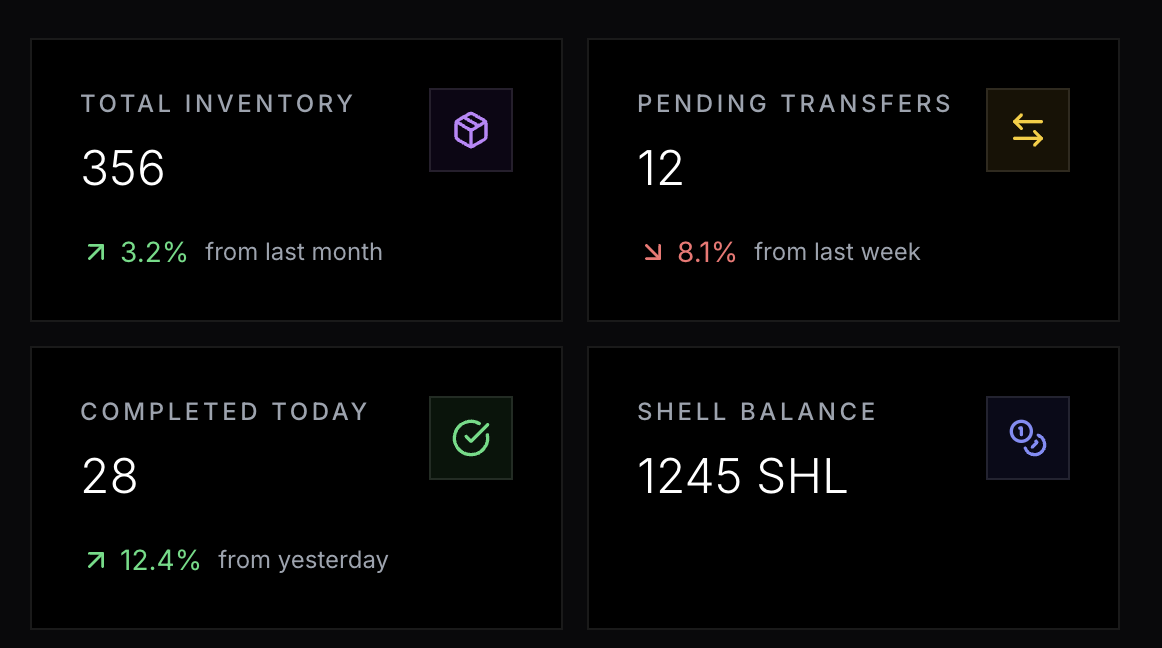 TOTAL INVENTORY
356
3.2% from last month
PENDING TRANSFERS
12
8.1% from last week
COMPLETED TODAY
28
12.4% from yesterday
SHELL BALANCE
1245 SHL